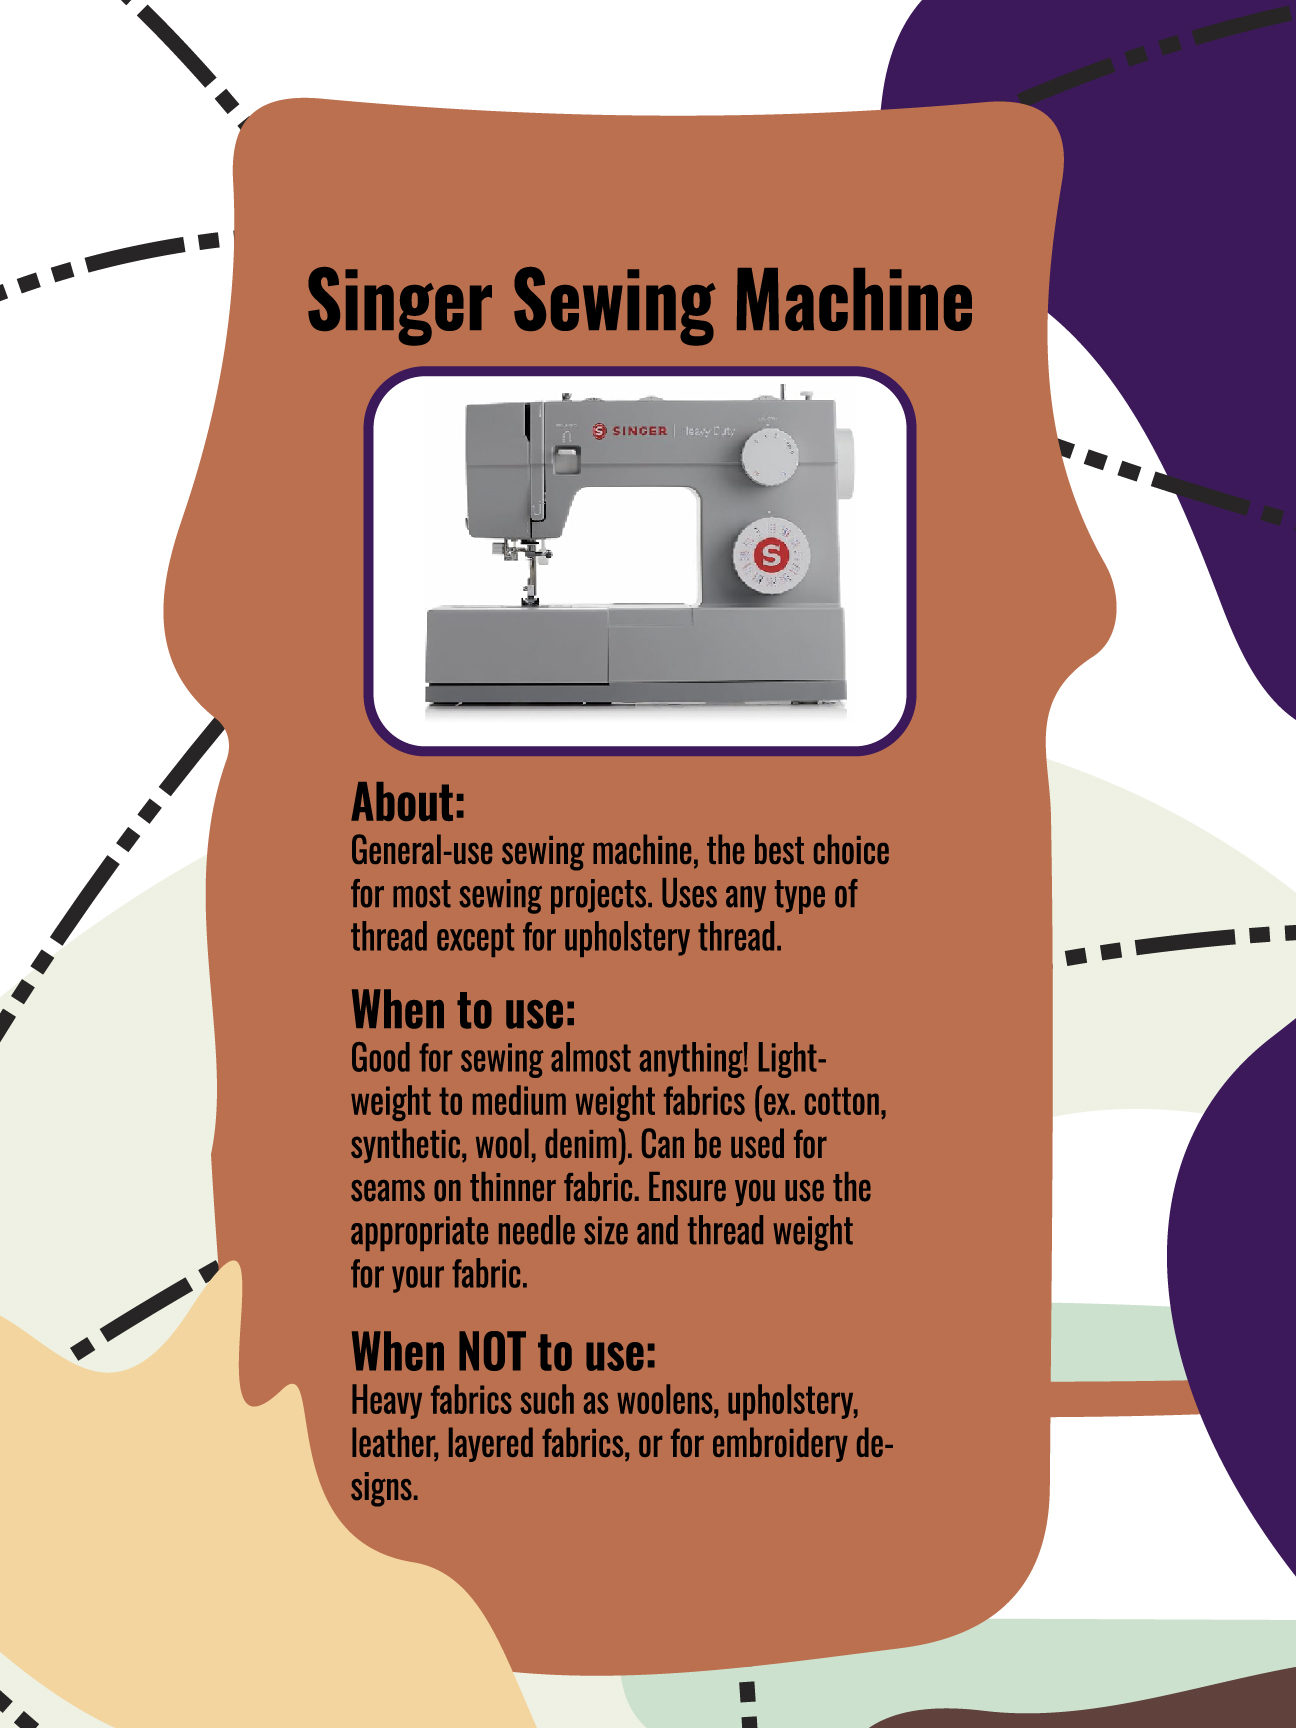 Singer Sewing Machine
S SINGER | Heavy Duty
S
About:
General-use sewing machine, the best choice
for most sewing projects. Uses any type of
thread except for upholstery thread.
When to use:
Good for sewing almost anything! Light-
weight to medium weight fabrics (ex. cotton,
synthetic, wool, denim). Can be used for
seams on thinner fabric. Ensure you use the
appropriate needle size and thread weight
for your fabric.
When NOT to use:
Heavy fabrics such as woolens, upholstery,
leather, layered fabrics, or for embroidery de-
signs.